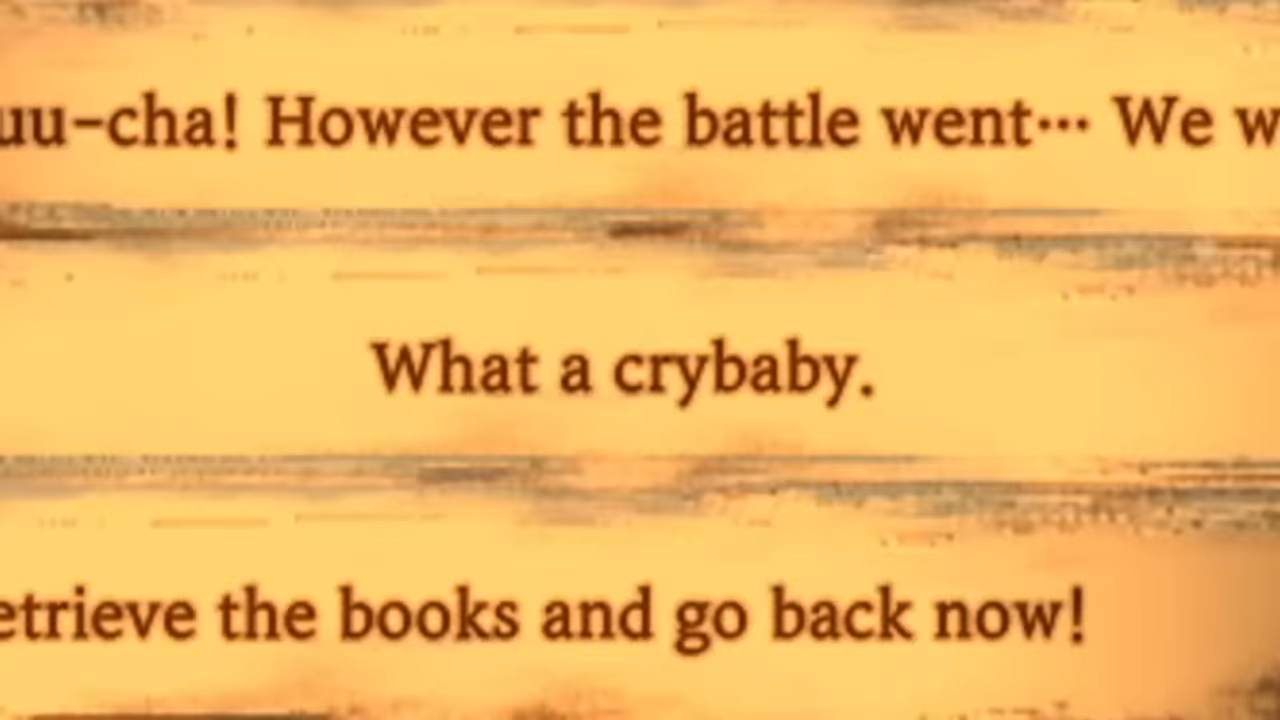 uu-cha! However the battle went··· We w
What a crybaby.
etrieve the books and go back now!